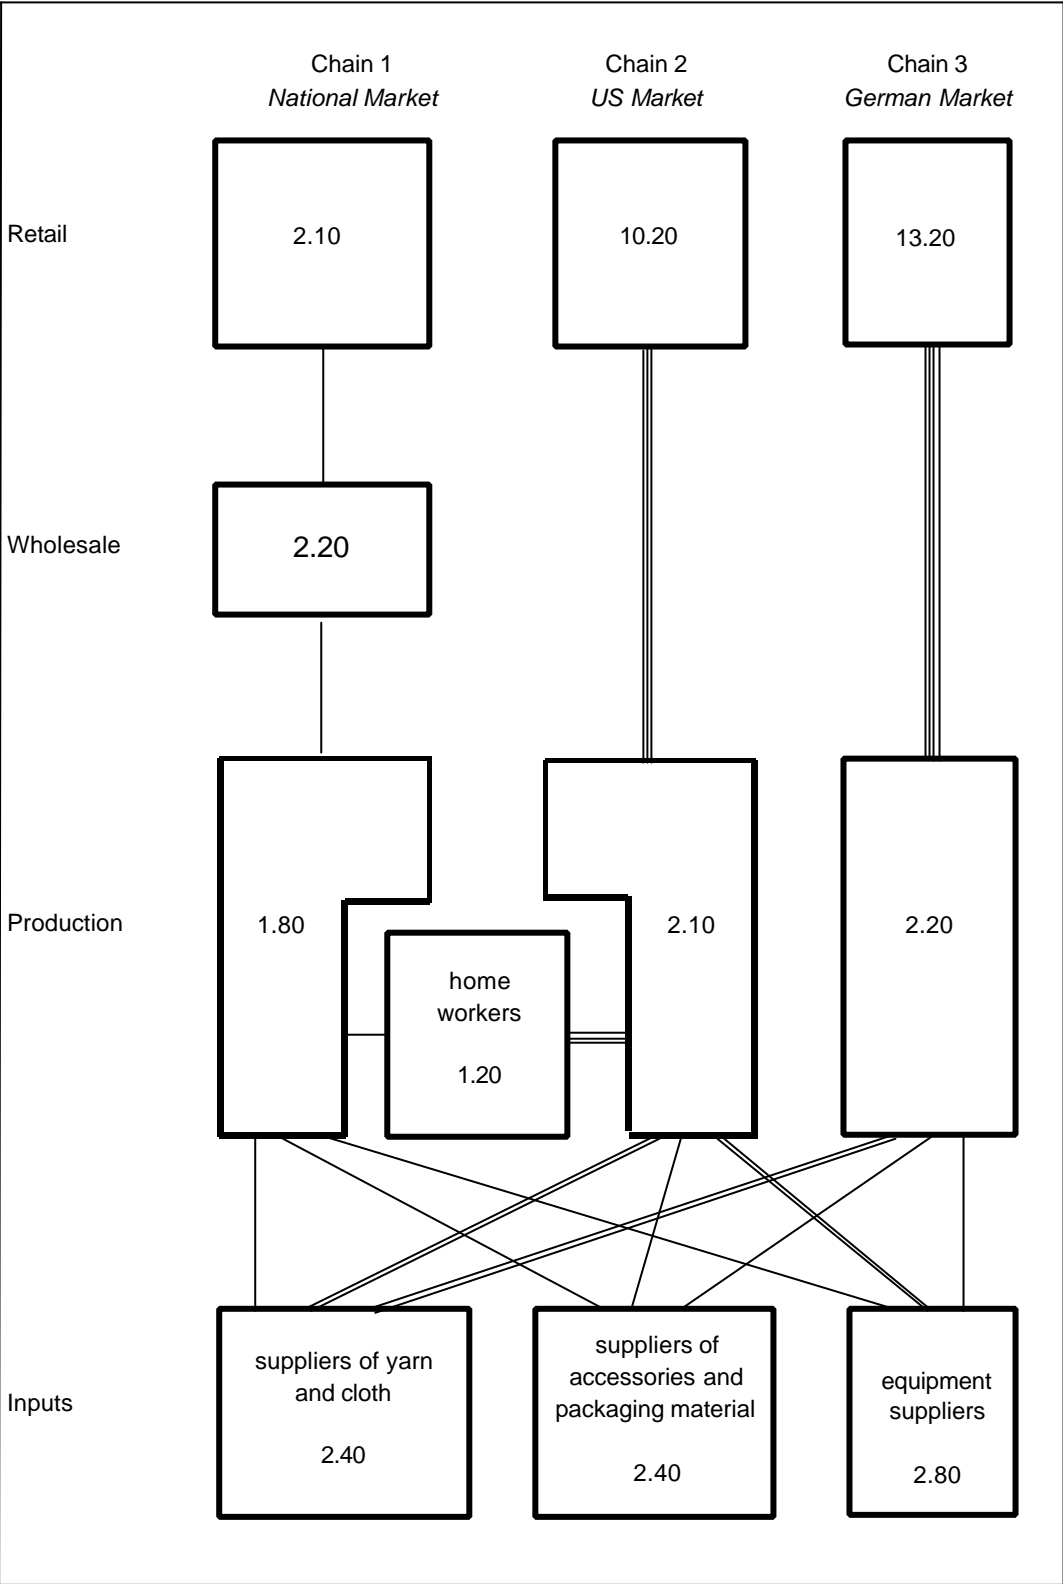 Chain 1
National Market
Chain 2
US Market
Chain 3
German Market
Retail
2.10
10.20
13.20
Wholesale
2.20
Production
1.80
home
workers
1.20
2.10
2.20
Inputs
suppliers of yarn
and cloth
2.40
suppliers of
accessories and
packaging material
2.40
equipment
suppliers
2.80